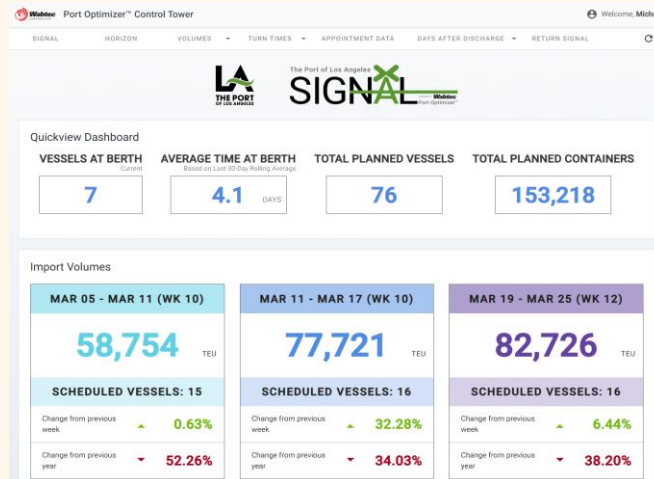 Wabtec Port Optimizer™ Control Tower
Welcome, Micha
SIGNAL HORIZON VOLUMES TURN TIMES APPOINTMENT DATA DAYS AFTER DISCHARGE RETURN SIGNAL
LA
THE PORT
OF LOS ANGELES
The Port of Los Angeles
SIGNAL
Wabtec
Port Optimizer™
Quickview Dashboard
VESSELS AT BERTH AVERAGE TIME AT BERTH TOTAL PLANNED VESSELS TOTAL PLANNED CONTAINERS
Current Based on Last 30-Day Rolling Average
7 4.1 DAYS 76 153,218
Import Volumes
MAR 05 - MAR 11 (WK 10) MAR 11 - MAR 17 (WK 10) MAR 19 - MAR 25 (WK 12)
58,754 TEU 77,721 TEU 82,726 TEU
SCHEDULED VESSELS: 15 SCHEDULED VESSELS: 16 SCHEDULED VESSELS: 16
Change from previous week 0.63% Change from previous week 32.28% Change from previous week 6.44%
Change from previous year 52.26% Change from previous year 34.03% Change from previous year 38.20%